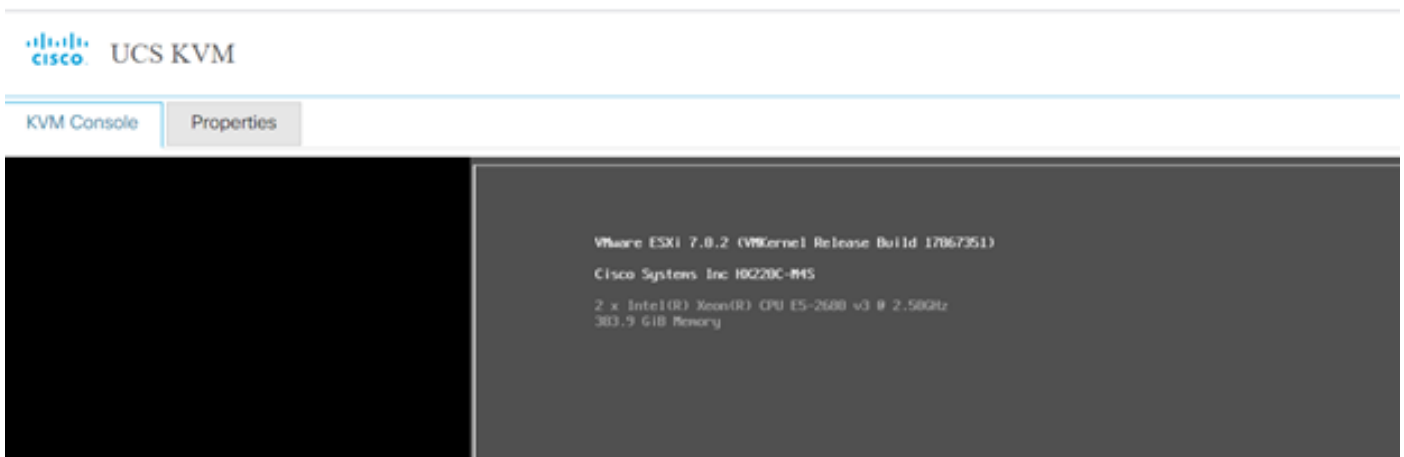 cisco UCS KVM
KVM Console Properties
VMware ESXi 7.0.2 (VMKernel Release Build 17867351)
Cisco Systems Inc HX220C-M4S
2 x Intel(R) Xeon(R) CPU E5-2680 v3 @ 2.50GHz
383.9 GiB Memory